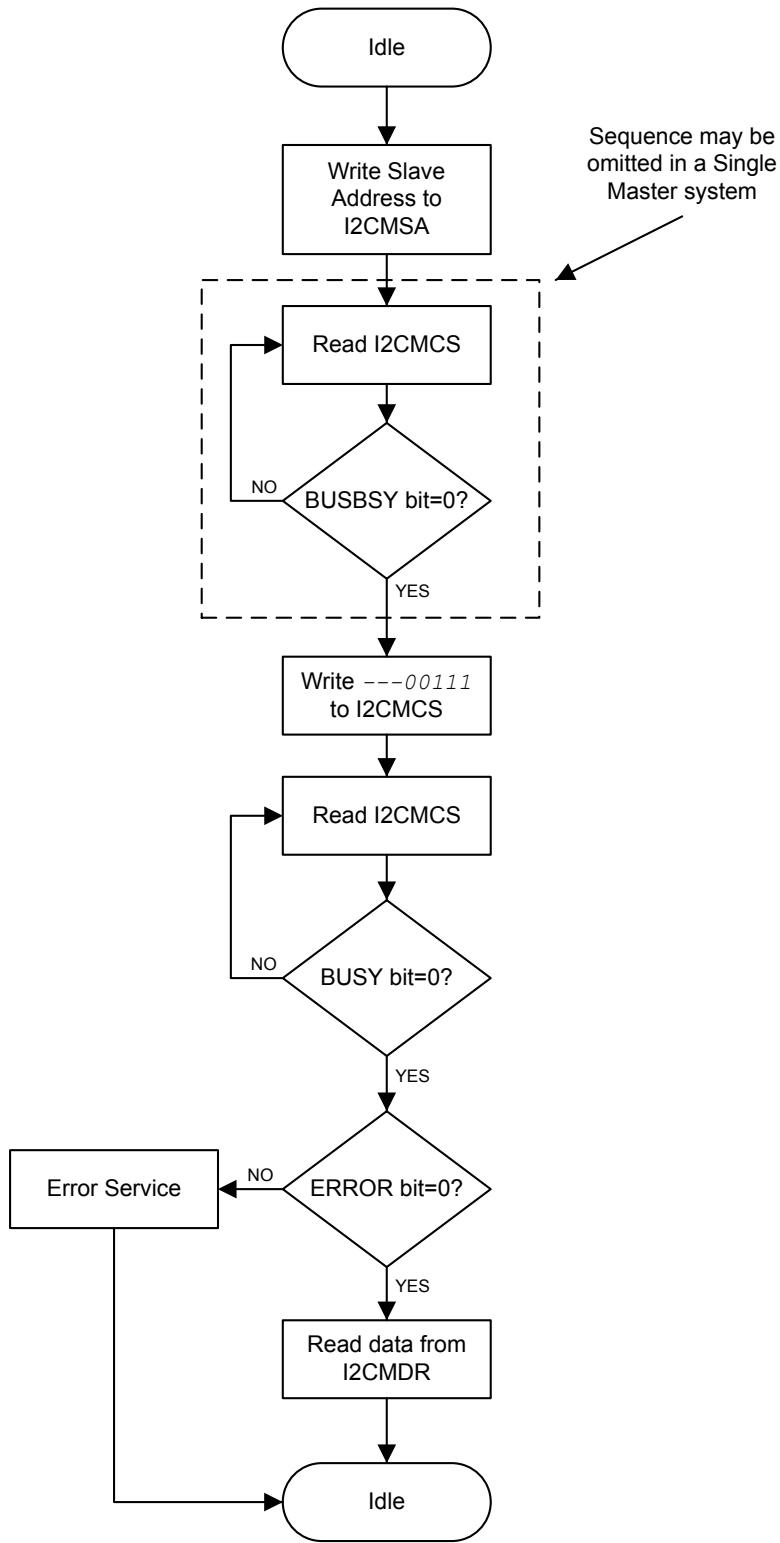 Idle
Write Slave
Address to
I2CMSA
Sequence may be
omitted in a Single
Master system
Read I2CMCS
NO
BUSBSY bit=0?
YES
Write ---00111
to I2CMCS
Read I2CMCS
NO
BUSY bit=0?
YES
Error Service
NO
ERROR bit=0?
YES
Read data from
I2CMDR
Idle